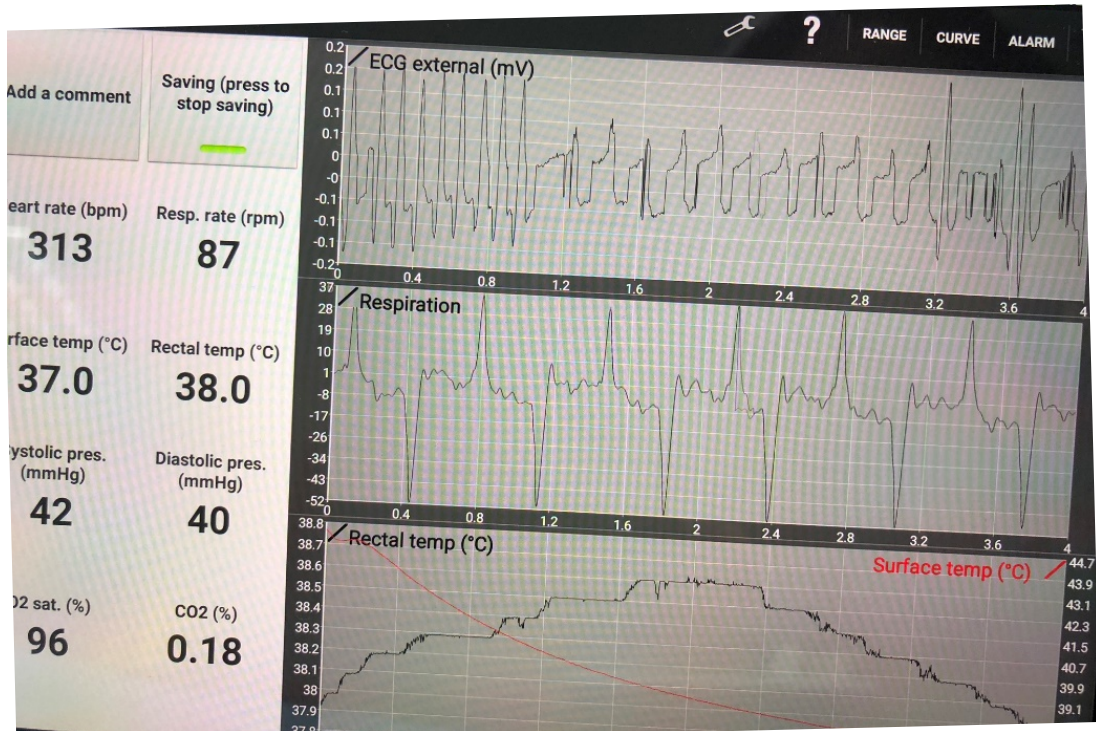 RANGE
CURVE
ALARM
?
Add a comment
Saving (press to
stop saving)
eart rate (bpm)
313
Resp. rate (rpm)
87
rface temp (°C)
37.0
Rectal temp (°C)
38.0
ystolic pres.
(mmHg)
42
Diastolic pres.
(mmHg)
40
O2 sat. (%)
96
CO2 (%)
0.18
ECG external (mV)
0.2
0.2
0.1
0.1
0.1
0
-0
-0.1
-0.1
-0.1
-0.2
0 0.4 0.8 1.2 1.6 2 2.4 2.8 3.2 3.6 4
Respiration
37
28
19
10
1
-8
-17
-26
-34
-43
-52
0 0.4 0.8 1.2 1.6 2 2.4 2.8 3.2 3.6 4
Rectal temp (°C)
Surface temp (°C)
38.8
38.7
38.6
38.5
38.4
38.3
38.2
38.1
38
37.9
37.8
44.7
43.9
43.1
42.3
41.5
40.7
39.9
39.1